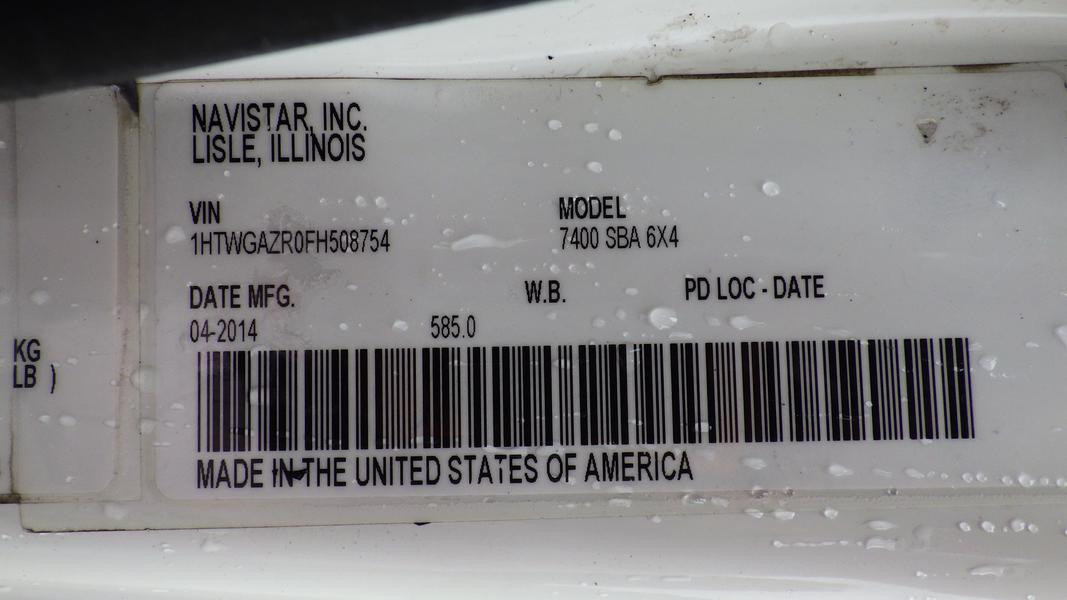 NAVISTAR, INC.
LISLE, ILLINOIS
VIN
1HTWGAZR0FH508754
MODEL
7400 SBA 6X4
DATE MFG.
W.B.
PD LOC - DATE
04-2014
585.0
KG
LB )
MADE IN THE UNITED STATES OF AMERICA